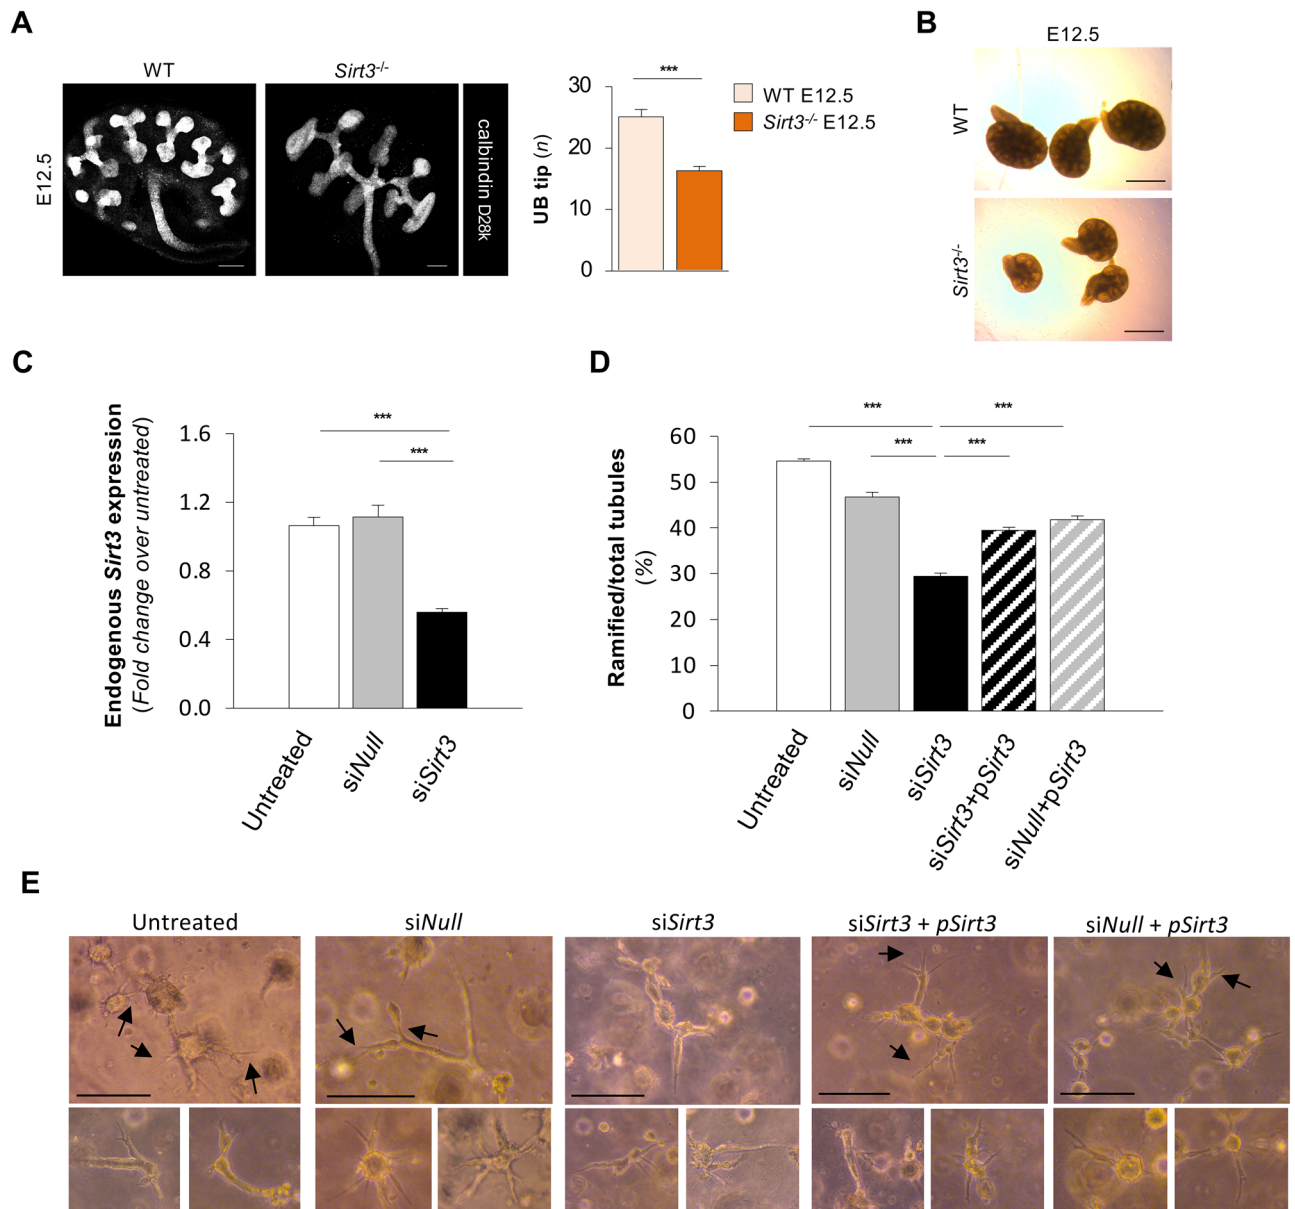 A
WT
Sirt3-/-
E12.5
calbindin D28k
30
20
10
0
UB tip (n)
***
WT E12.5
Sirt3-/- E12.5
B
E12.5
WT
Sirt3-/-
C
Endogenous Sirt3 expression
(Fold change over untreated)
1.6
1.2
0.8
0.4
0.0
***
***
Untreated
siNull
siSirt3
D
Ramified/total tubules
(%)
60
50
40
30
20
10
0
*** ***
*** ***
Untreated
siNull
siSirt3
siSirt3+pSirt3
siNull+pSirt3
E
Untreated
siNull
siSirt3
siSirt3 + pSirt3
siNull + pSirt3